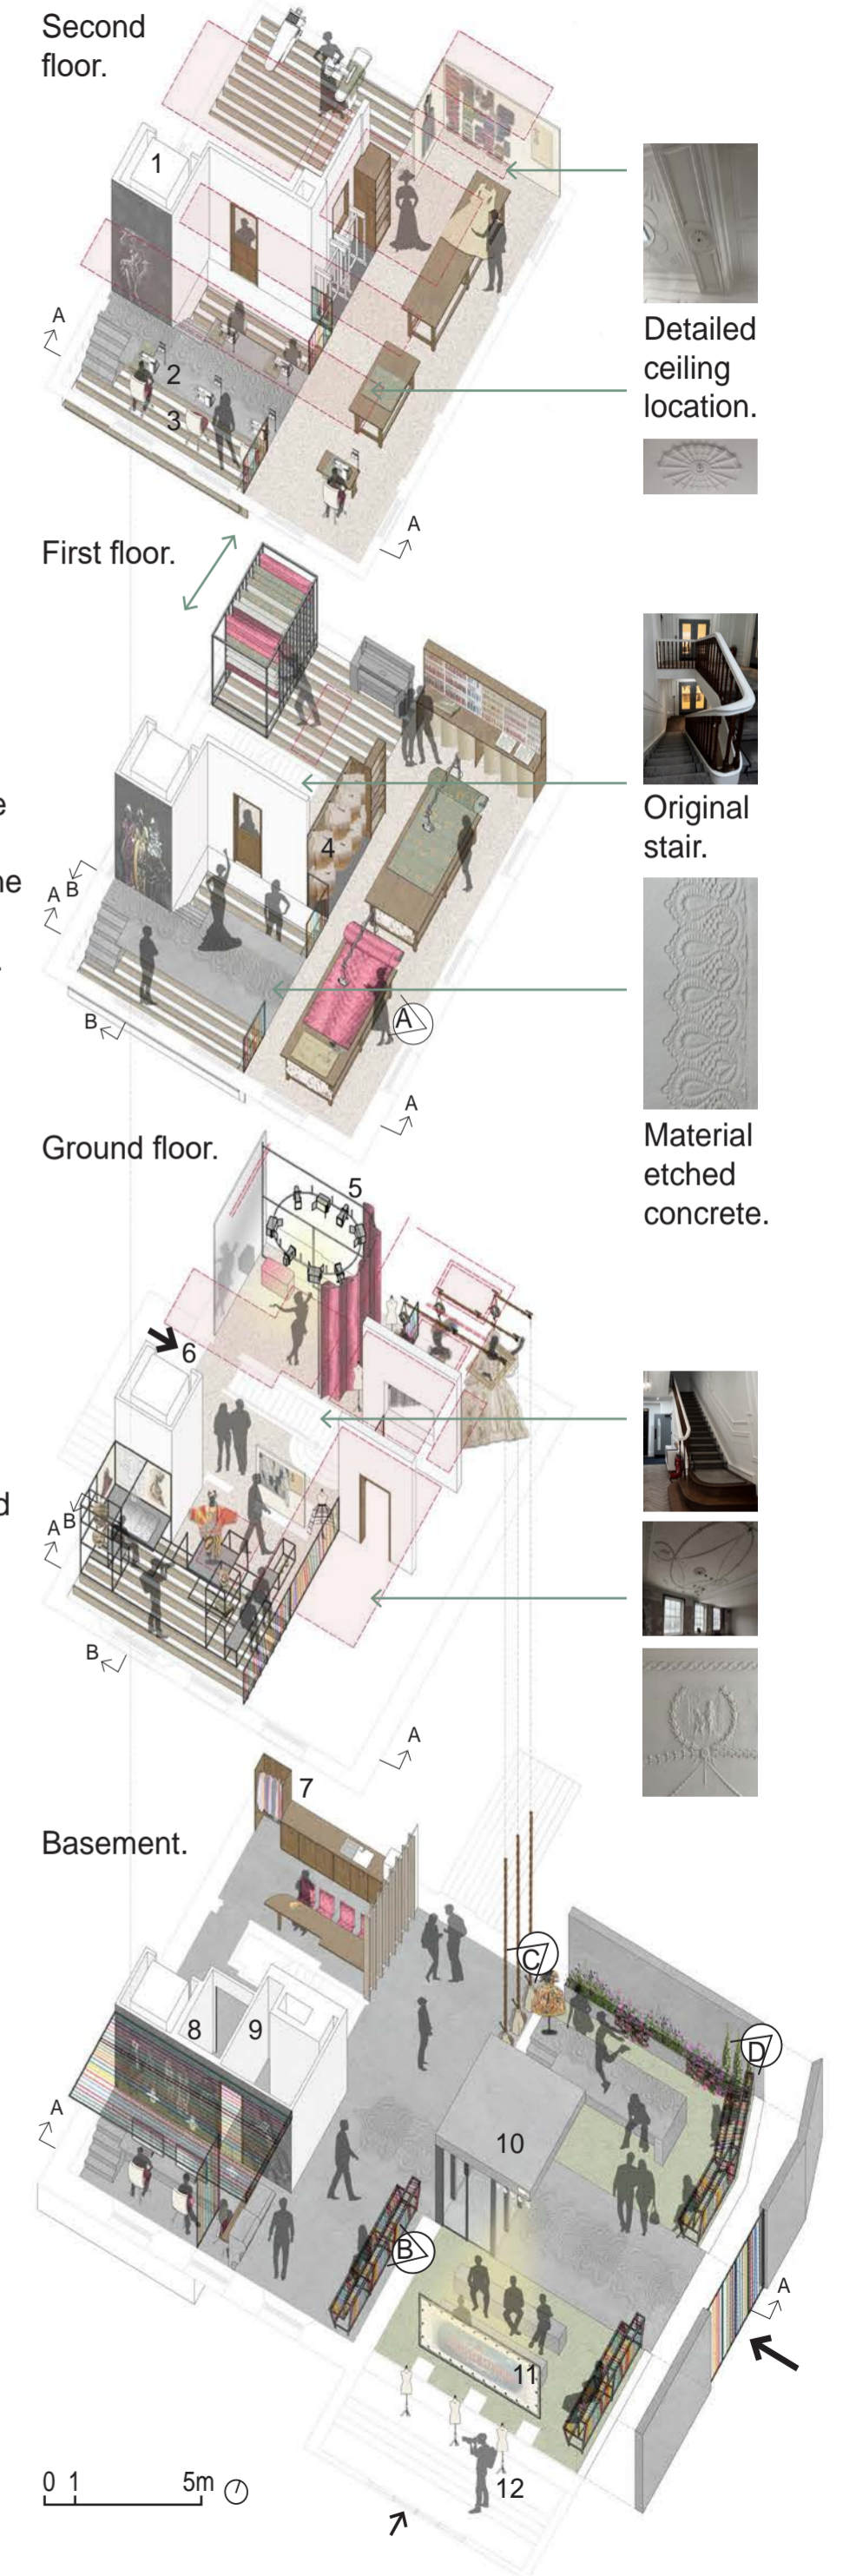 Second
floor.
1
A
2
3
A
Detailed
ceiling
location.
First floor.
e
ne
.
4
A B
B
A
A
Original
stair.
Material
etched
concrete.
Ground floor.
5
6
d
A B
B
A
7
Basement.
C
D
8
9
A
10
B
A
11
12
0 1 5m